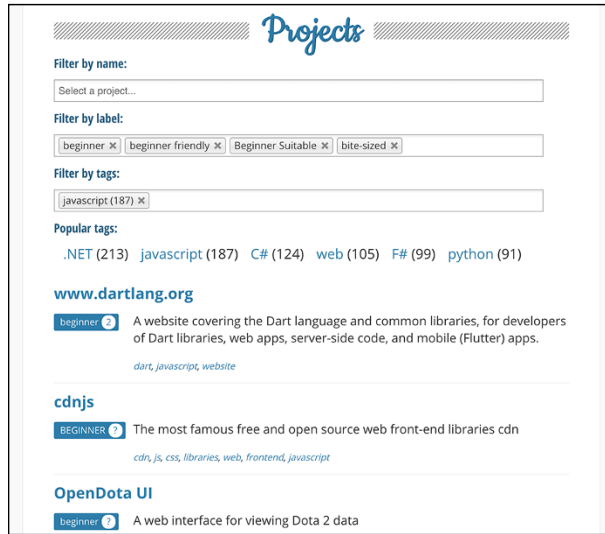 Projects
Filter by name:
Select a project...
Filter by label:
beginner ✖ beginner friendly ✖ Beginner Suitable ✖ bite-sized ✖
Filter by tags:
javascript (187) ✖
Popular tags:
.NET (213) javascript (187) C# (124) web (105) F# (99) python (91)
www.dartlang.org
beginner 2 A website covering the Dart language and common libraries, for developers
of Dart libraries, web apps, server-side code, and mobile (Flutter) apps.
dart, javascript, website
cdnjs
BEGINNER ? The most famous free and open source web front-end libraries cdn
cdn, js, css, libraries, web, frontend, javascript
OpenDota UI
beginner ? A web interface for viewing Dota 2 data